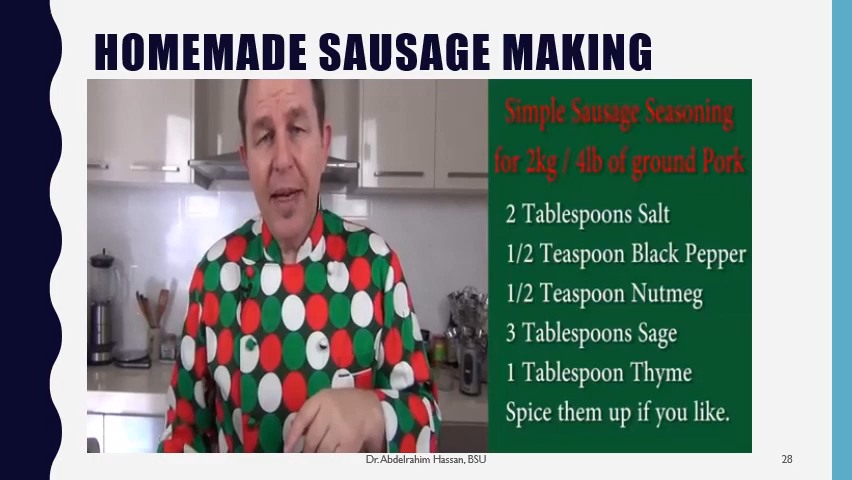 HOMEMADE SAUSAGE MAKING
Simple Sausage Seasoning
for 2kg / 4lb of ground Pork
2 Tablespoons Salt
1/2 Teaspoon Black Pepper
1/2 Teaspoon Nutmeg
3 Tablespoons Sage
1 Tablespoon Thyme
Spice them up if you like.
Dr. Abdelrahim Hassan, BSU
28